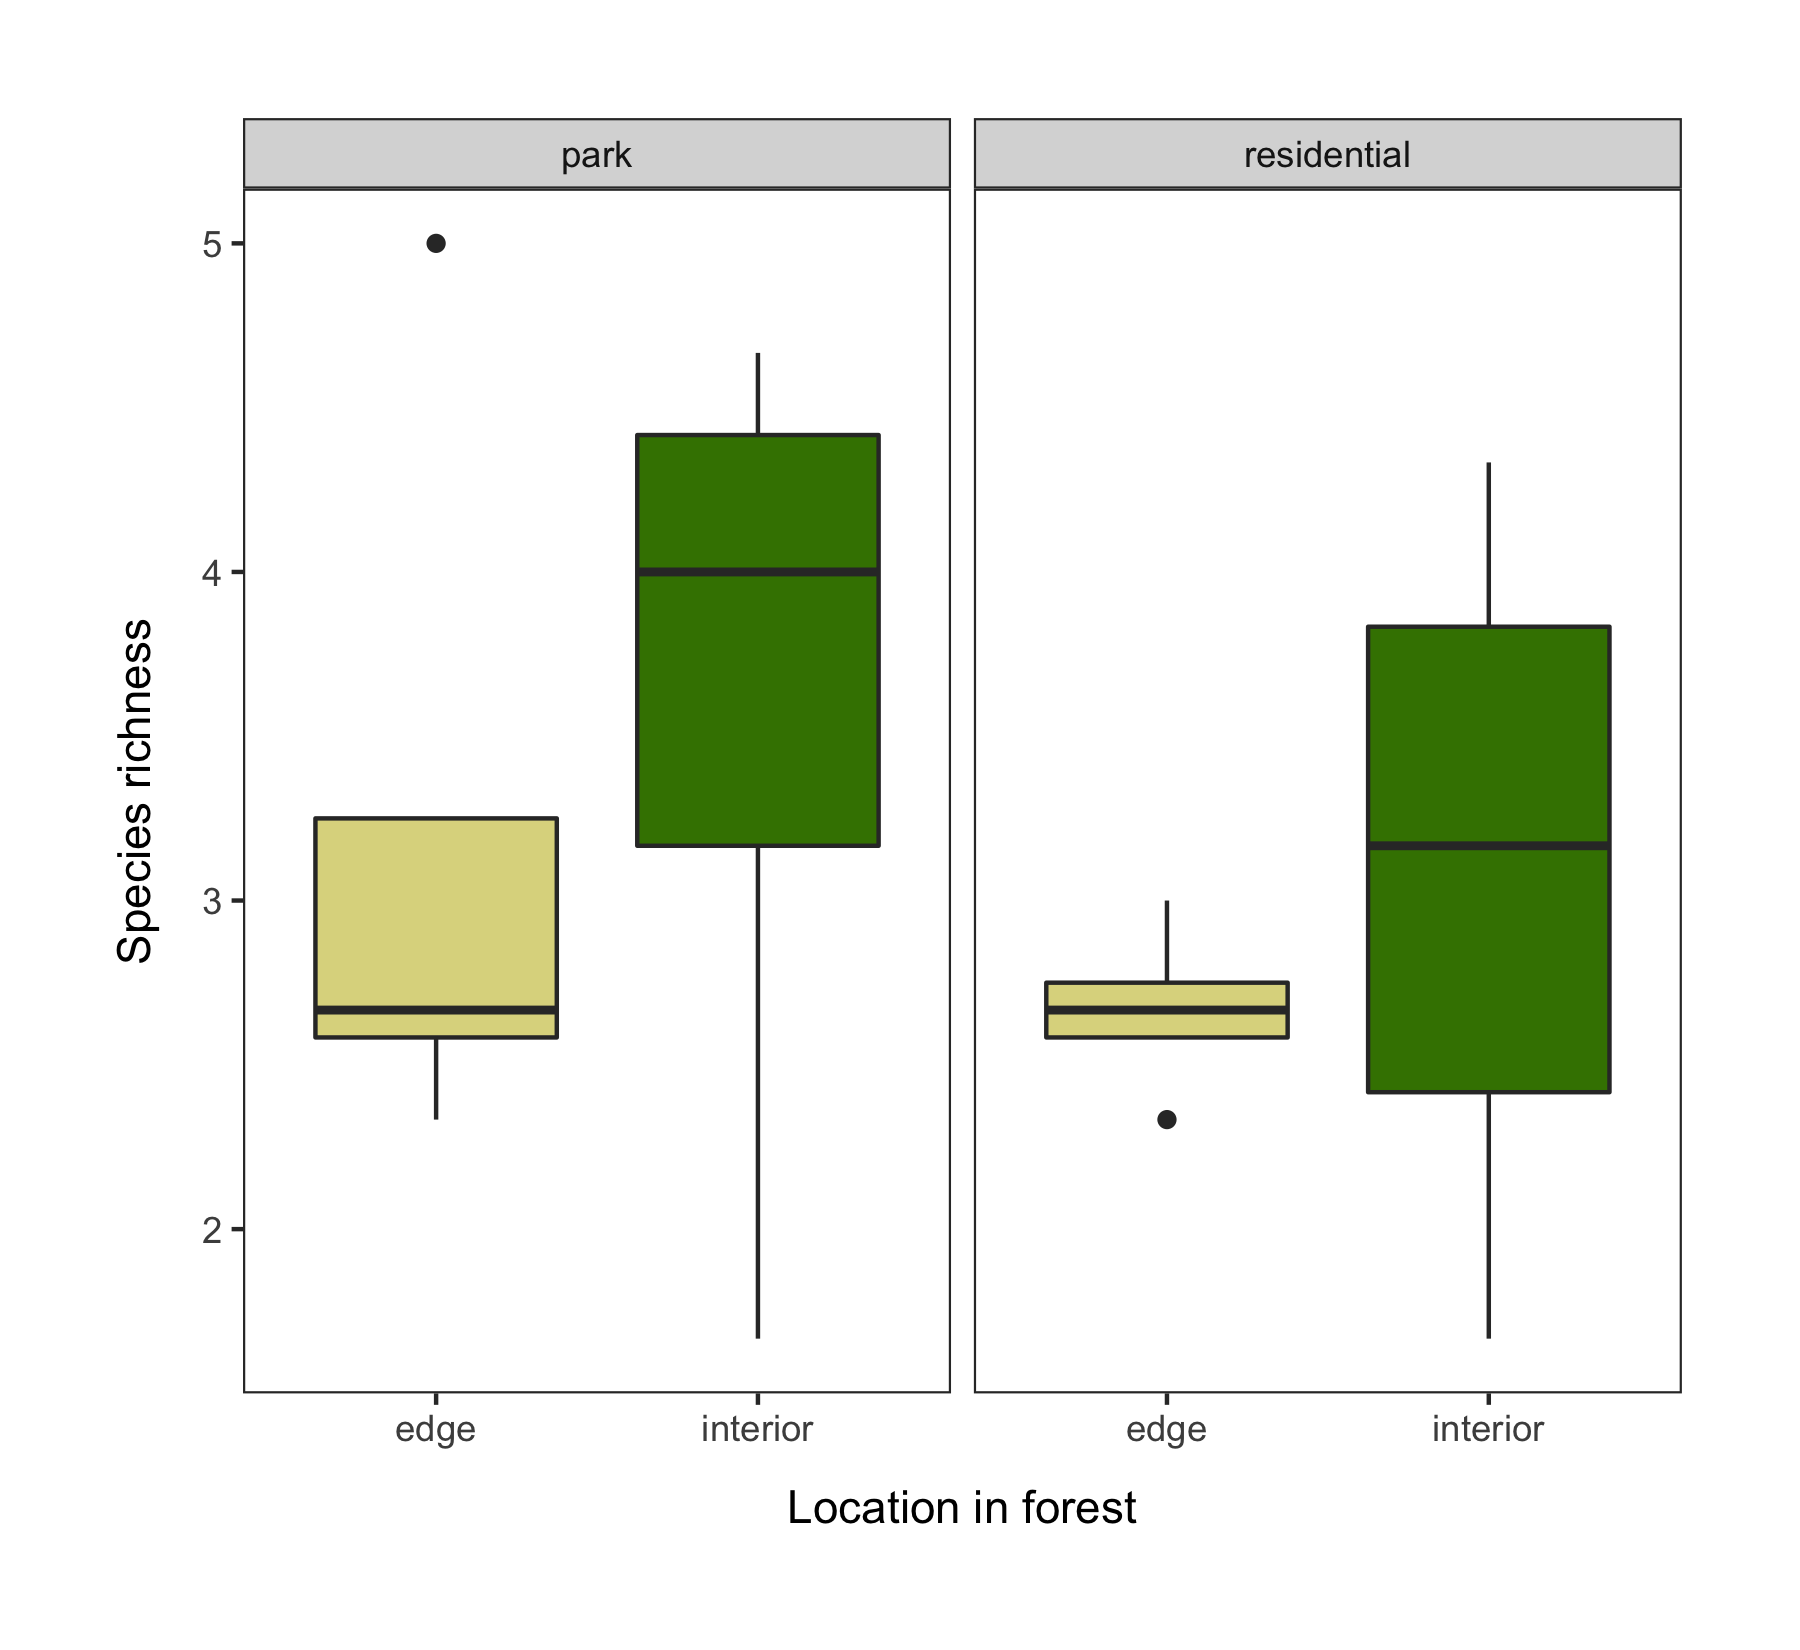 park
residential
5
4
3
2
Species richness
edge
interior
edge
interior
Location in forest